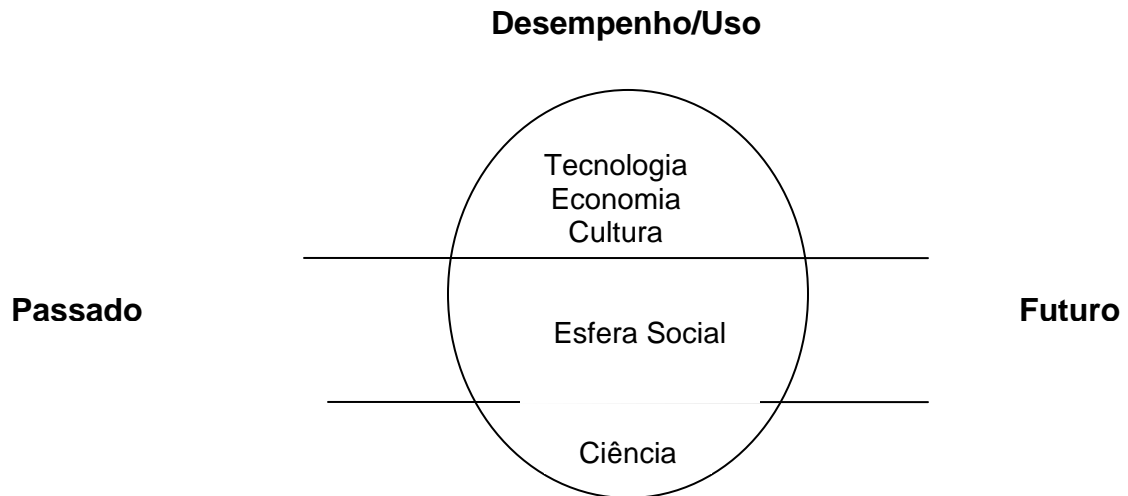 Desempenho/Uso
Tecnologia
Economia
Cultura
Passado
Futuro
Esfera Social
Ciência